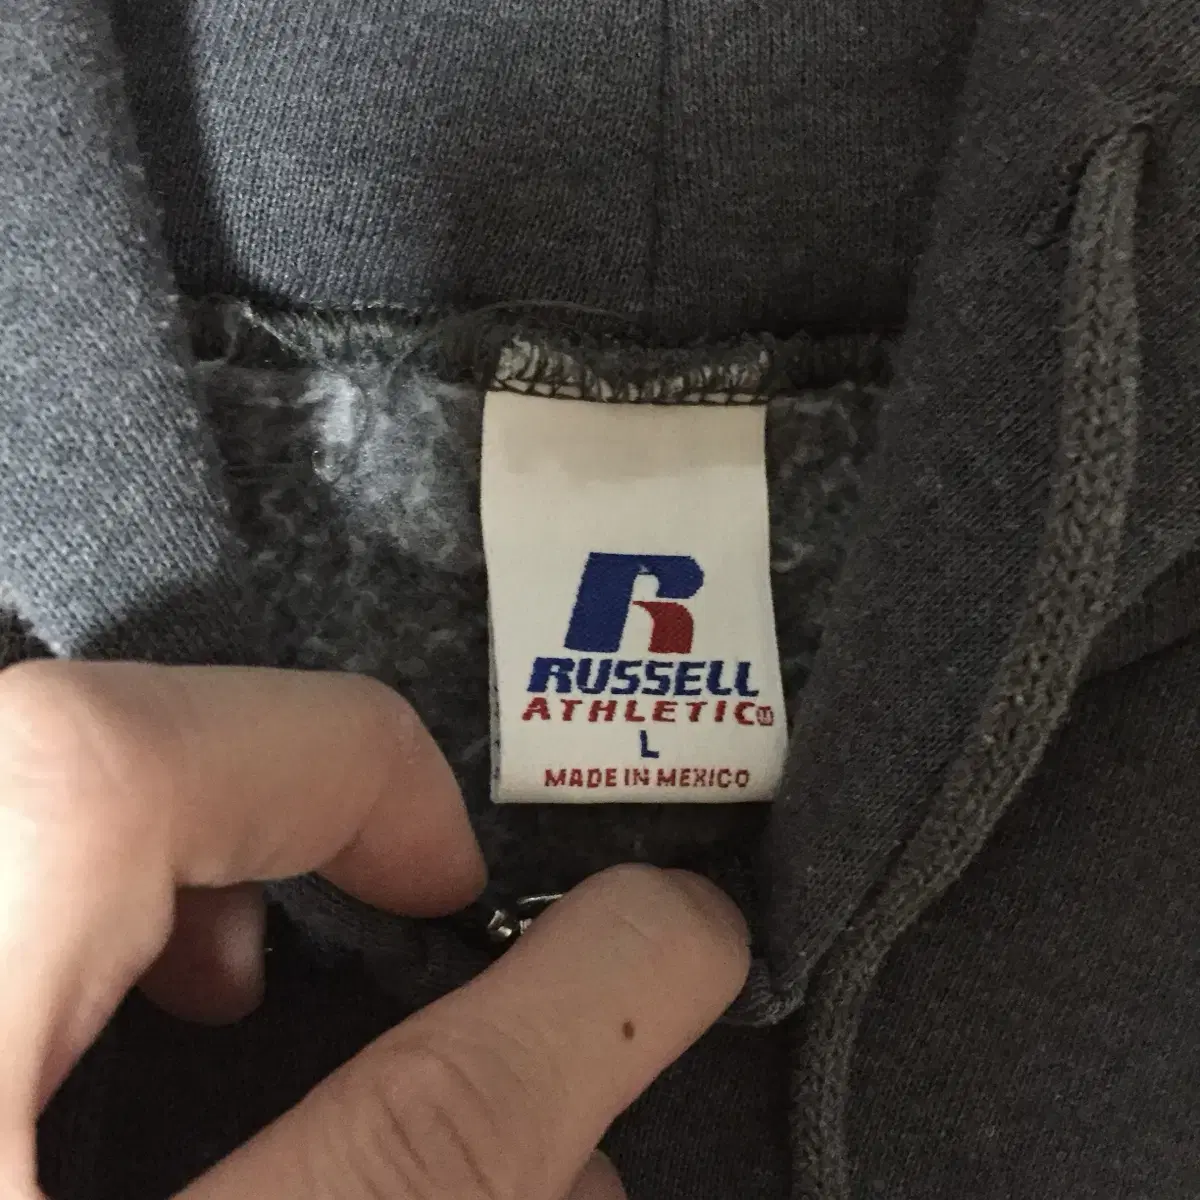 R
RUSSELL
ATHLETIC
L
MADE IN MEXICO